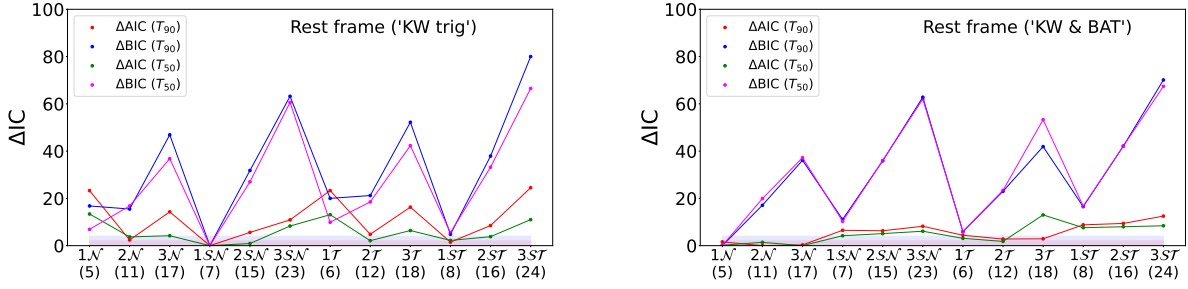 Rest frame ('KW trig')
ΔAIC (T₉₀)
ΔBIC (T₉₀)
ΔAIC (T₅₀)
ΔBIC (T₅₀)
ΔIC
100
80
60
40
20
0
1𝒩 2𝒩 3𝒩 1𝒮𝒩 2𝒮𝒩 3𝒮𝒩 1𝒯 2𝒯 3𝒯 1𝒮𝒯 2𝒮𝒯 3𝒮𝒯
(5) (11) (17) (7) (15) (23) (6) (12) (18) (8) (16) (24)
Rest frame ('KW & BAT')
ΔAIC (T₉₀)
ΔBIC (T₉₀)
ΔAIC (T₅₀)
ΔBIC (T₅₀)
ΔIC
100
80
60
40
20
0
1𝒩 2𝒩 3𝒩 1𝒮𝒩 2𝒮𝒩 3𝒮𝒩 1𝒯 2𝒯 3𝒯 1𝒮𝒯 2𝒮𝒯 3𝒮𝒯
(5) (11) (17) (7) (15) (23) (6) (12) (18) (8) (16) (24)